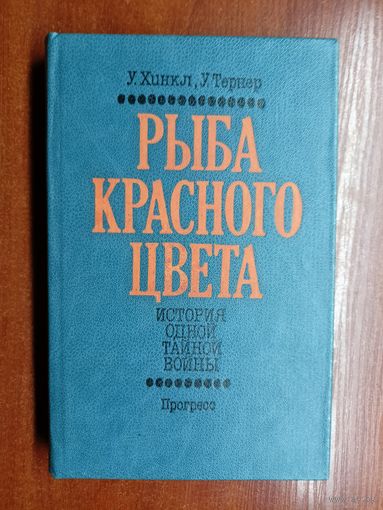 У. Хинкл, У. Тернер
РЫБА
КРАСНОГО
ЦВЕТА
ИСТОРИЯ
ОДНОЙ
ТАЙНОЙ
ВОЙНЫ
Прогресс